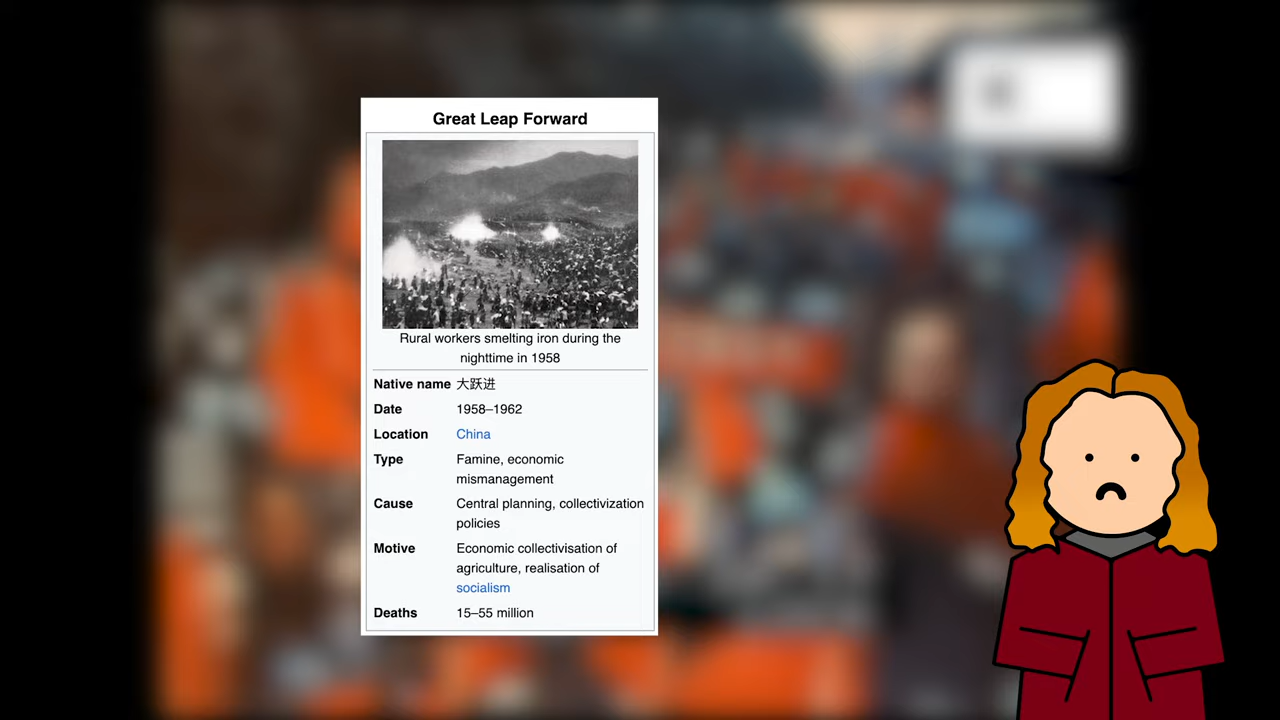 Great Leap Forward
Rural workers smelting iron during the
nighttime in 1958
Native name 大跃进
Date 1958–1962
Location China
Type Famine, economic
mismanagement
Cause Central planning, collectivization
policies
Motive Economic collectivisation of
agriculture, realisation of
socialism
Deaths 15–55 million